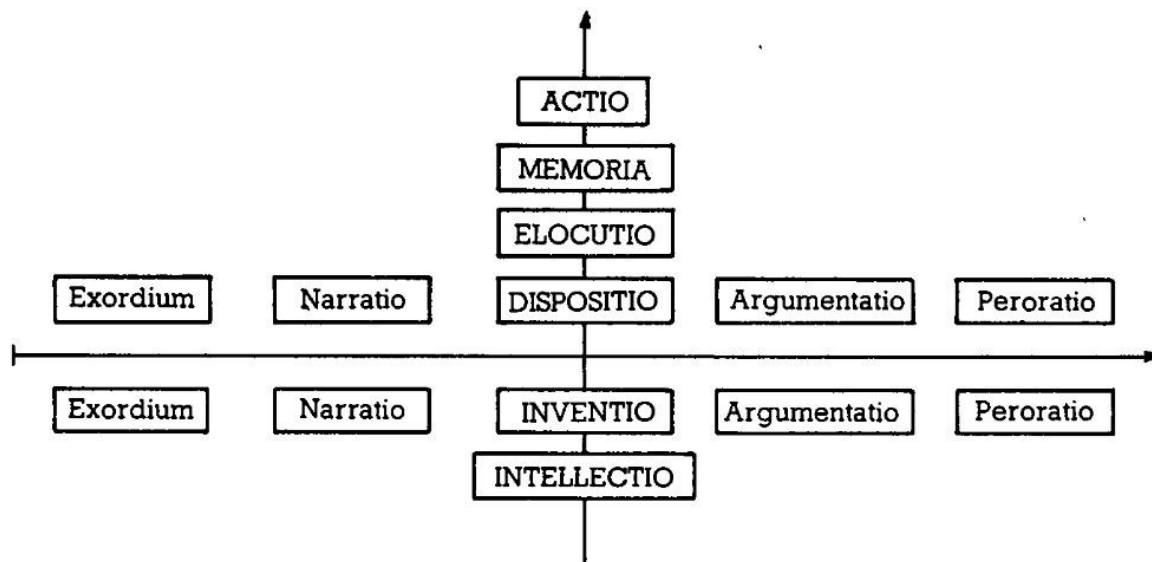 ACTIO
MEMORIA
ELOCUTIO
Exordium Narratio DISPOSITIO Argumentatio Peroratio
Exordium Narratio INVENTIO Argumentatio Peroratio
INTELLECTIO